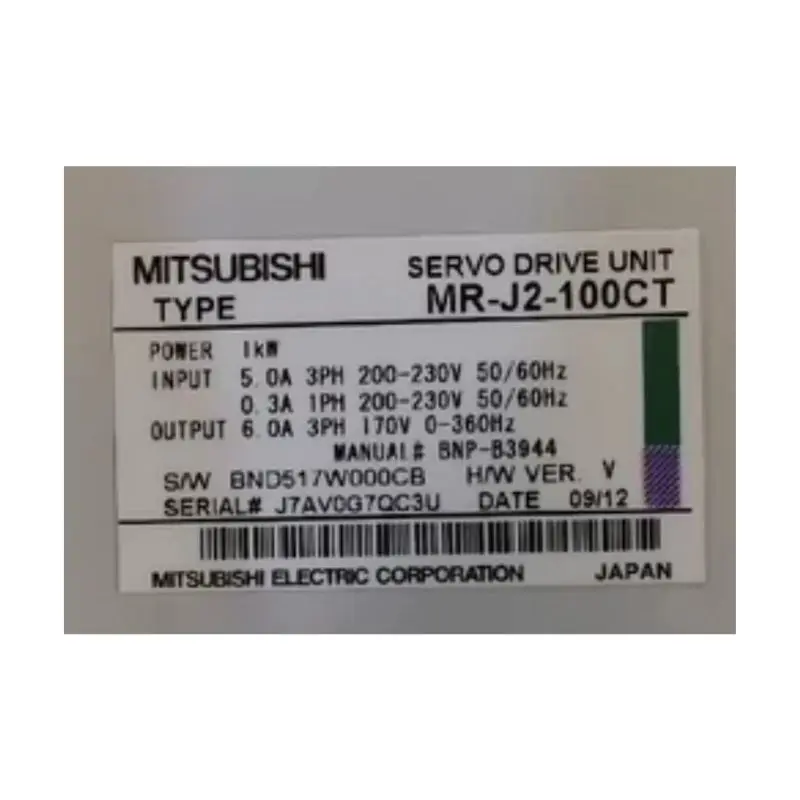 MITSUBISHI SERVO DRIVE UNIT
TYPE MR-J2-100CT
POWER 1kW
INPUT 5.0A 3PH 200-230V 50/60Hz
0.3A 1PH 200-230V 50/60Hz
OUTPUT 6.0A 3PH 170V 0-360Hz
MANUAL# BNP-B3944
S/W BND517W000CB H/W VER. V
SERIAL# J7AV0G7QC3U DATE 09/12
MITSUBISHI ELECTRIC CORPORATION JAPAN